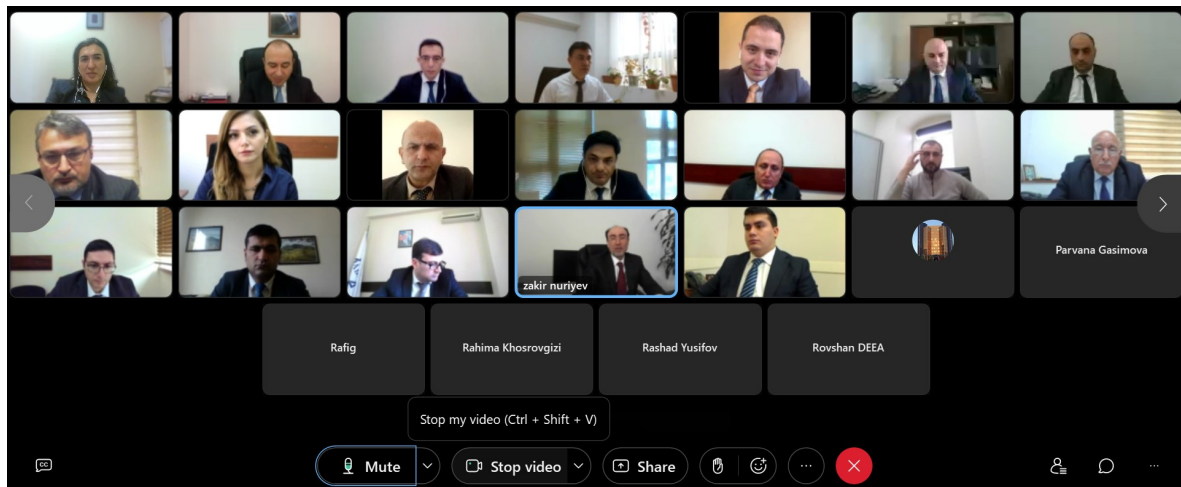 zakir nuriyev
Parvana Gasimova
Rafig
Rahima Khosrovgizi
Rashad Yusifov
Rovshan DEEA
Stop my video (Ctrl + Shift + V)
CC
Mute
Stop video
Share